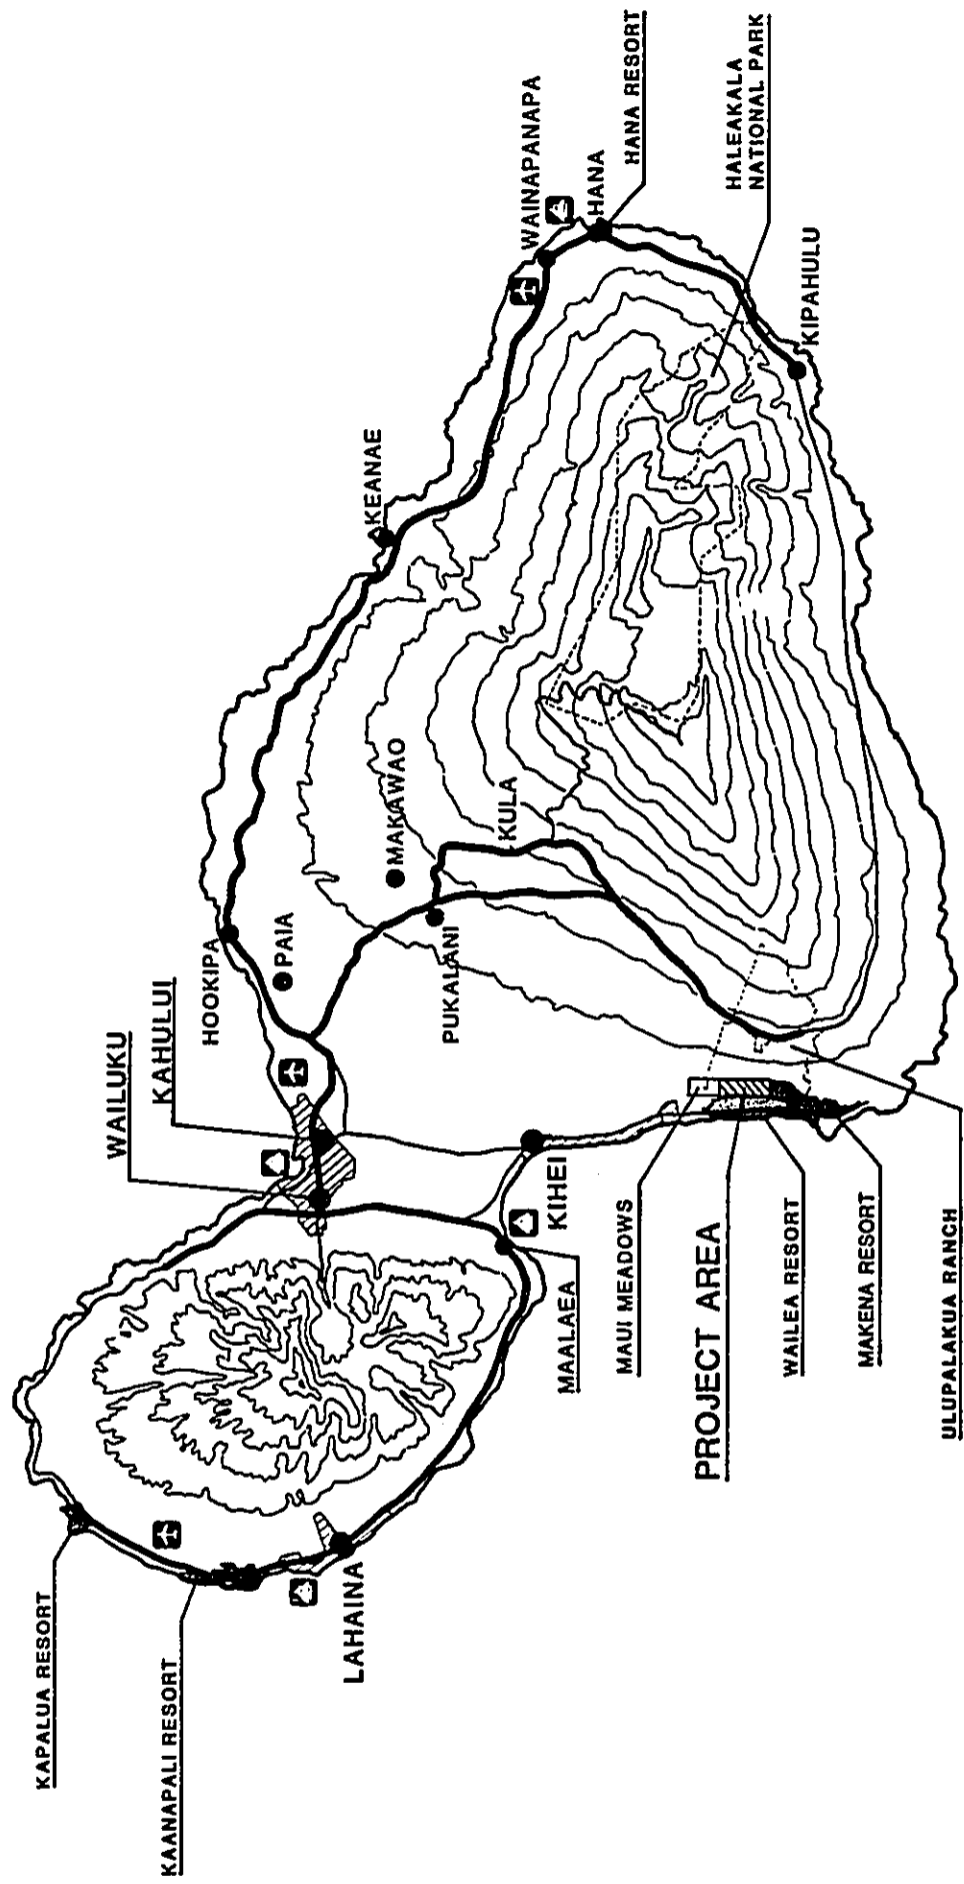 KAPALUA RESORT
KAANAPALI RESORT
LAHAINA
WAILUKU
KAHULUI
HOOKIPA
PAIA
MAKAWAO
PUKALANI
KULA
KEANAE
WAINAPANAPA
HANA
HANA RESORT
HALEAKALA
NATIONAL PARK
KIPAHULU
KIHEI
MAALAEA
MAUI MEADOWS
PROJECT AREA
WAILEA RESORT
MAKENA RESORT
ULUPALAKUA RANCH